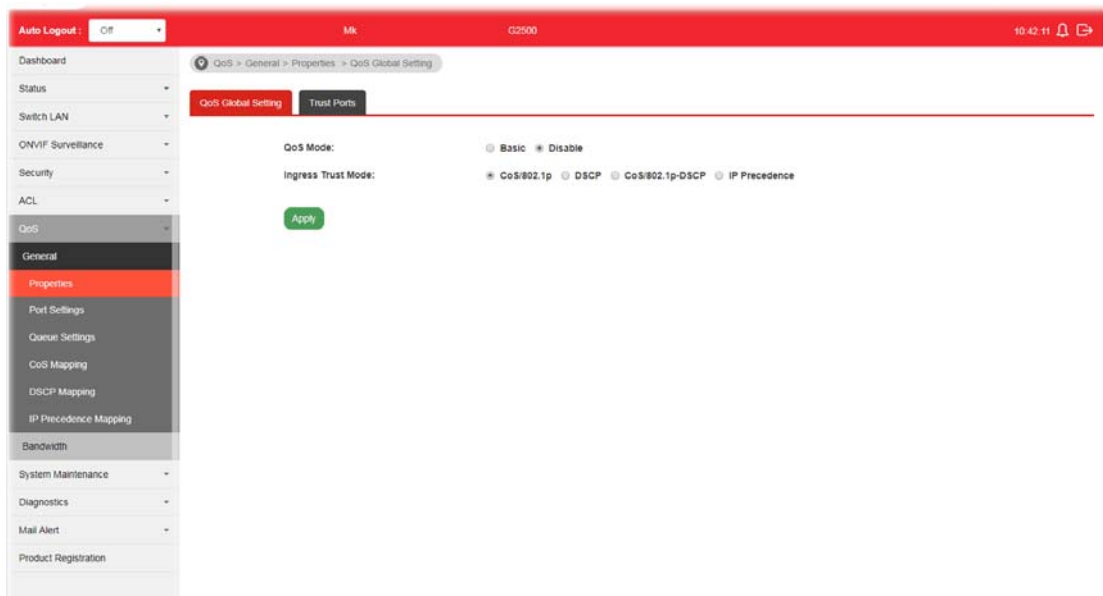 Auto Logout : Off Mk G2500 10:42:11
Dashboard
Status
Switch LAN
ONVIF Surveillance
Security
ACL
QoS
General
Properties
Port Settings
Queue Settings
CoS Mapping
DSCP Mapping
IP Precedence Mapping
Bandwidth
System Maintenance
Diagnostics
Mail Alert
Product Registration
QoS > General > Properties > QoS Global Setting
QoS Global Setting Trust Ports
QoS Mode: Basic Disable
Ingress Trust Mode: CoS/802.1p DSCP CoS/802.1p-DSCP IP Precedence
Apply